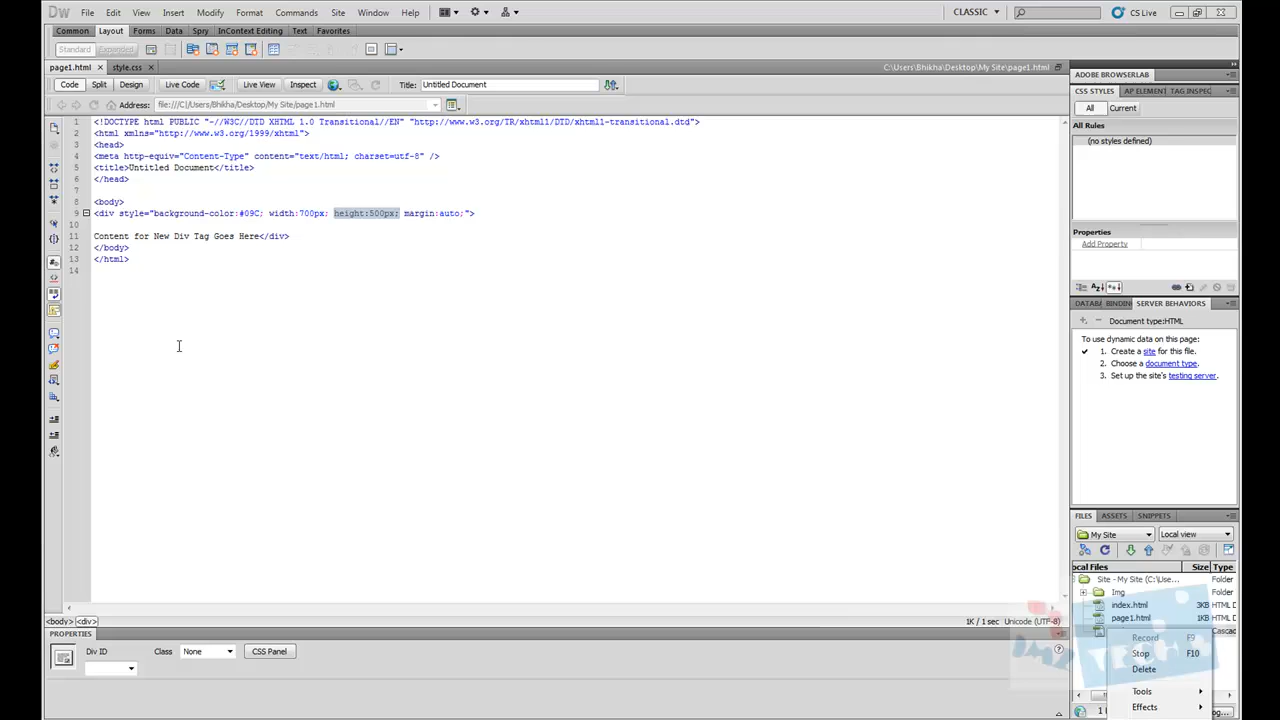 Dw File Edit View Insert Modify Format Commands Site Window Help CLASSIC CS Live
Common Layout Forms Data Spry InContext Editing Text Favorites
Standard Expanded
page1.html style.css C:\Users\Bhikha\Desktop\My Site\page1.html
Code Split Design Live Code Live View Inspect Title: Untitled Document
Address: file:///C|/Users/Bhikha/Desktop/My Site/page1.html
1 <!DOCTYPE html PUBLIC "-//W3C//DTD XHTML 1.0 Transitional//EN" "http://www.w3.org/TR/xhtml1/DTD/xhtml1-transitional.dtd">
2 <html xmlns="http://www.w3.org/1999/xhtml">
3 <head>
4 <meta http-equiv="Content-Type" content="text/html; charset=utf-8" />
5 <title>Untitled Document</title>
6 </head>
7
8 <body>
9 <div style="background-color:#09C; width:700px; height:500px; margin:auto;">
10
11 Content for New Div Tag Goes Here</div>
12 </body>
13 </html>
14
<body> <div> 1K / 1 sec Unicode (UTF-8)
PROPERTIES
Div ID Class None CSS Panel
ADOBE BROWSERLAB
CSS STYLES AP ELEMENT TAG INSPEC
All Current
All Rules
(no styles defined)
Properties
Add Property
DATABA BINDING SERVER BEHAVIORS
Document type:HTML
To use dynamic data on this page:
1. Create a site for this file.
2. Choose a document type.
3. Set up the site's testing server.
FILES ASSETS SNIPPETS
My Site Local view
ocal Files Size Type
Site - My Site (C:\Use... Folder
Img Folder
index.html 3KB HTML D
page1.html 1KB HTML D
Cascad
Record F9
Stop F10
Delete
Tools
Effects